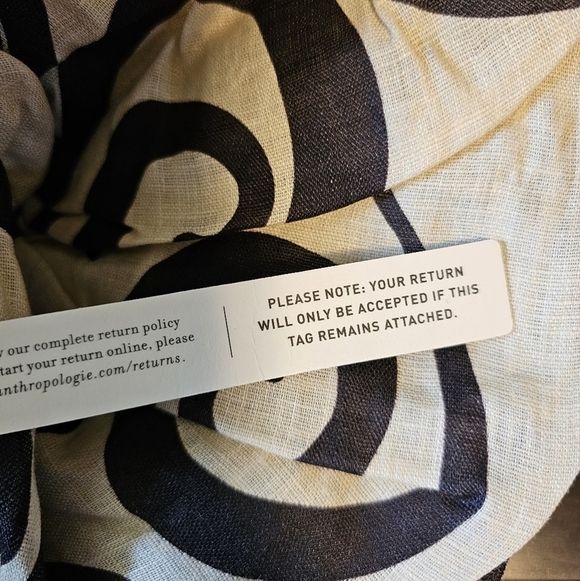 our complete return policy
start your return online, please
anthropologie.com/returns.
PLEASE NOTE: YOUR RETURN
WILL ONLY BE ACCEPTED IF THIS
TAG REMAINS ATTACHED.